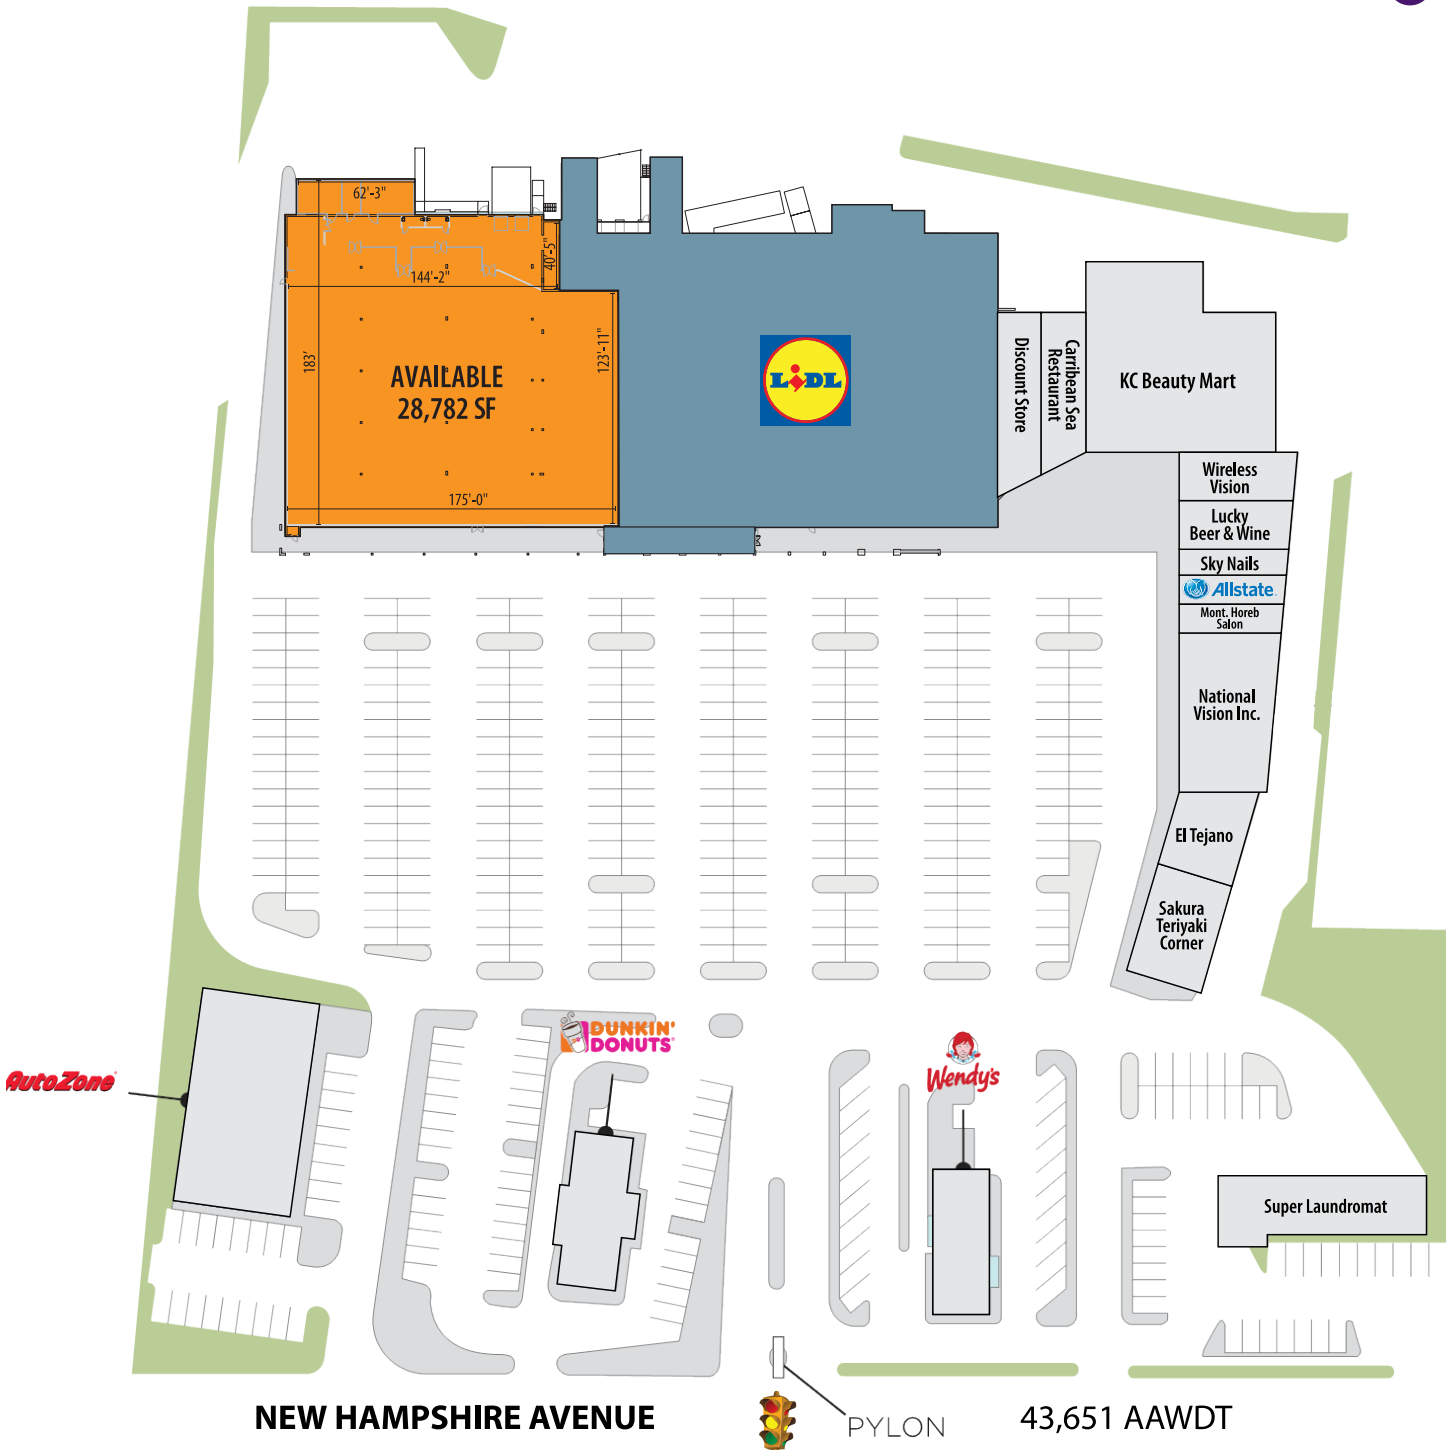 62'-3"
40'-5"
144'-2"
183'
123'-11"
AVAILABLE
28,782 SF
175'-0"
LiDL
Discount Store
Carribean Sea
Restaurant
KC Beauty Mart
Wireless
Vision
Lucky
Beer & Wine
Sky Nails
Allstate
Mont. Horeb
Salon
National
Vision Inc.
El Tejano
Sakura
Teriyaki
Corner
DUNKIN'
DONUTS
Wendy's
AutoZone
Super Laundromat
NEW HAMPSHIRE AVENUE
PYLON
43,651 AAWDT